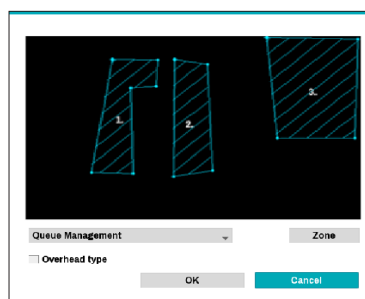 1.
2.
3.
Queue Management
Zone
Overhead type
OK
Cancel